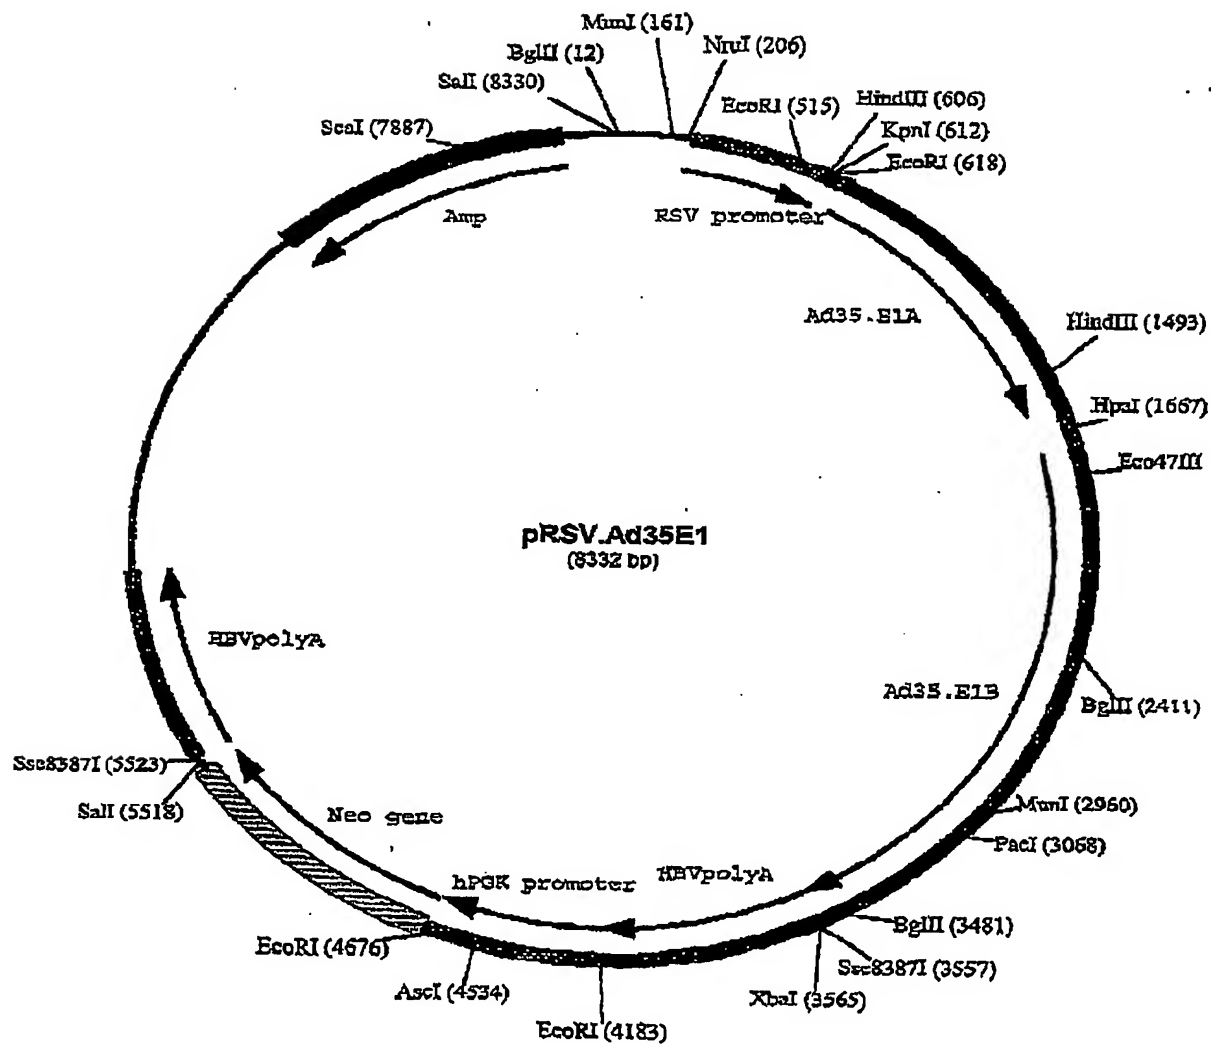 MunI (161)
NruI (206)
BglII (12)
SalI (8330)
EcoRI (515)
HindIII (606)
KpnI (612)
EcoRI (618)
ScaI (7887)
Amp
RSV promoter
Ad35.E1A
HindIII (1493)
HpaI (1667)
Eco47III
pRSV.Ad35E1
(8332 bp)
HBVpolyA
Ad35.E1B
BglII (2411)
Sse8387I (5523)
SalI (5518)
Neo gene
MunI (2960)
PacI (3068)
hPGK promoter
HBVpolyA
BglII (3481)
EcoRI (4676)
Sse8387I (3557)
AscI (4534)
XbaI (3565)
EcoRI (4183)